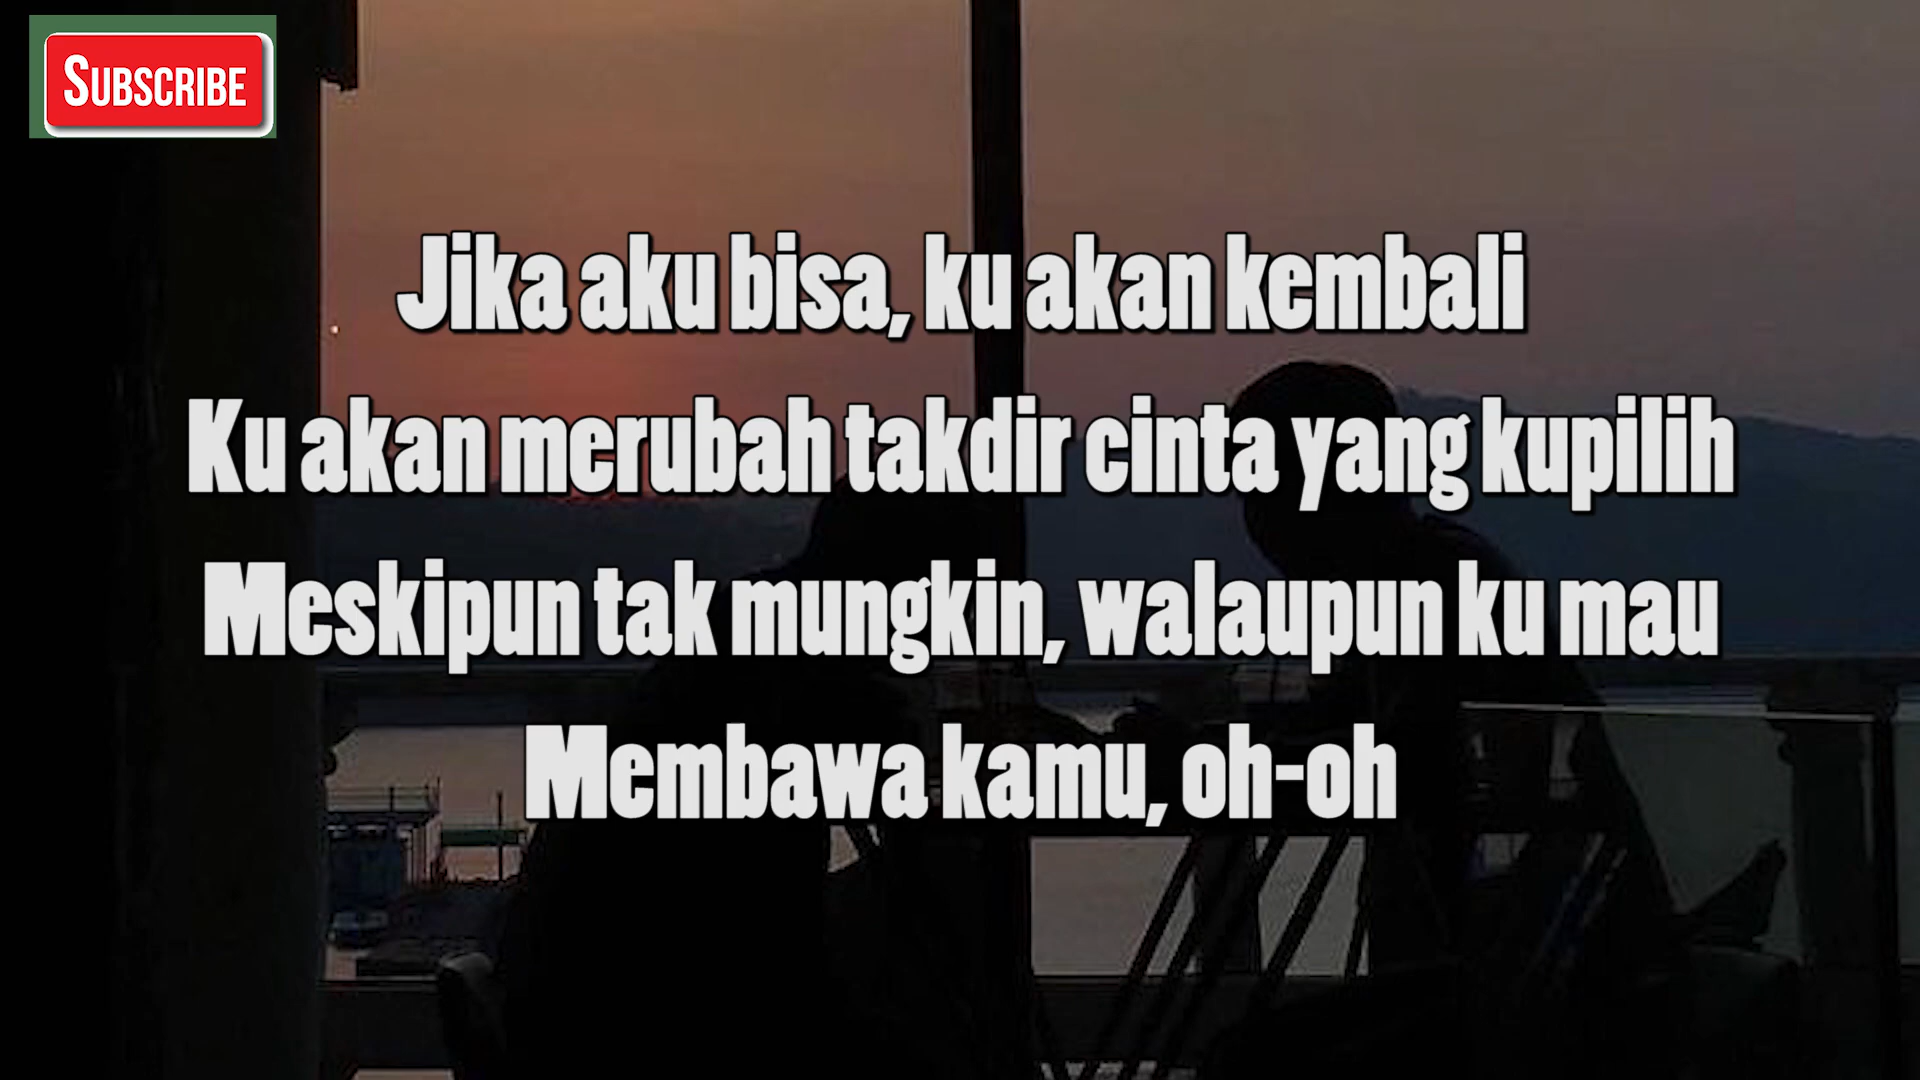 SUBSCRIBE
Jika aku bisa, ku akan kembali
Ku akan merubah takdir cinta yang kupilih
Meskipun tak mungkin, walaupun ku mau
Membawa kamu, oh-oh